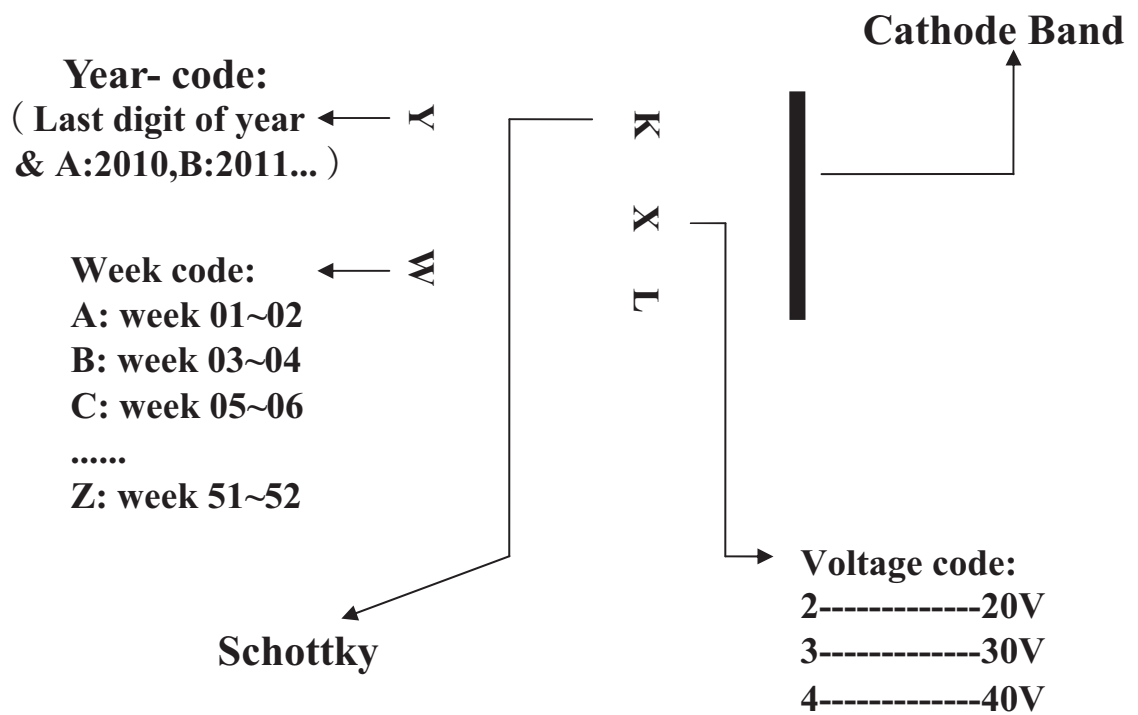 Cathode Band
Year- code:
( Last digit of year
& A:2010,B:2011... )
Y
K
X
L
W
Week code:
A: week 01~02
B: week 03~04
C: week 05~06
......
Z: week 51~52
Schottky
Voltage code:
2-------------20V
3-------------30V
4-------------40V